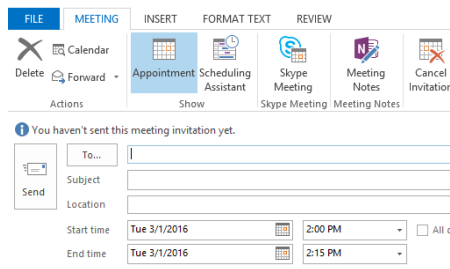 FILE MEETING INSERT FORMAT TEXT REVIEW
Calendar
Forward
Delete
Appointment
Scheduling Assistant
Skype Meeting
Meeting Notes
Cancel Invitation
Actions Show Skype Meeting Meeting Notes
You haven't sent this meeting invitation yet.
To...
Send
Subject
Location
Start time Tue 3/1/2016 2:00 PM All
End time Tue 3/1/2016 2:15 PM